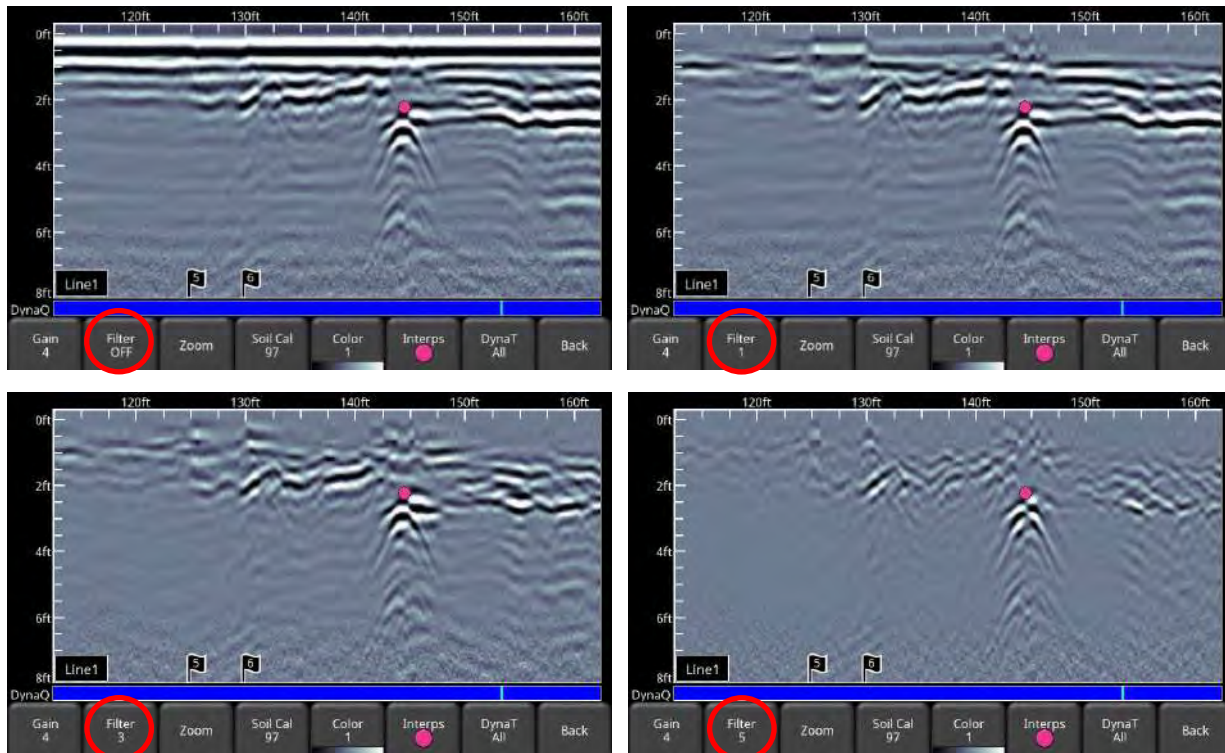 120ft 130ft 140ft 150ft 160ft
0ft
2ft
4ft
6ft
8ft
Line1
5 6
DynaQ
Gain 4
Filter OFF
Zoom
Soil Cal 97
Color 1
Interps
DynaT All
Back
120ft 130ft 140ft 150ft 160ft
0ft
2ft
4ft
6ft
8ft
Line1
5 6
DynaQ
Gain 4
Filter 1
Zoom
Soil Cal 97
Color 1
Interps
DynaT All
Back
120ft 130ft 140ft 150ft 160ft
0ft
2ft
4ft
6ft
8ft
Line1
5 6
DynaQ
Gain 4
Filter 3
Zoom
Soil Cal 97
Color 1
Interps
DynaT All
Back
120ft 130ft 140ft 150ft 160ft
0ft
2ft
4ft
6ft
8ft
Line1
5 6
DynaQ
Gain 4
Filter 5
Zoom
Soil Cal 97
Color 1
Interps
DynaT All
Back